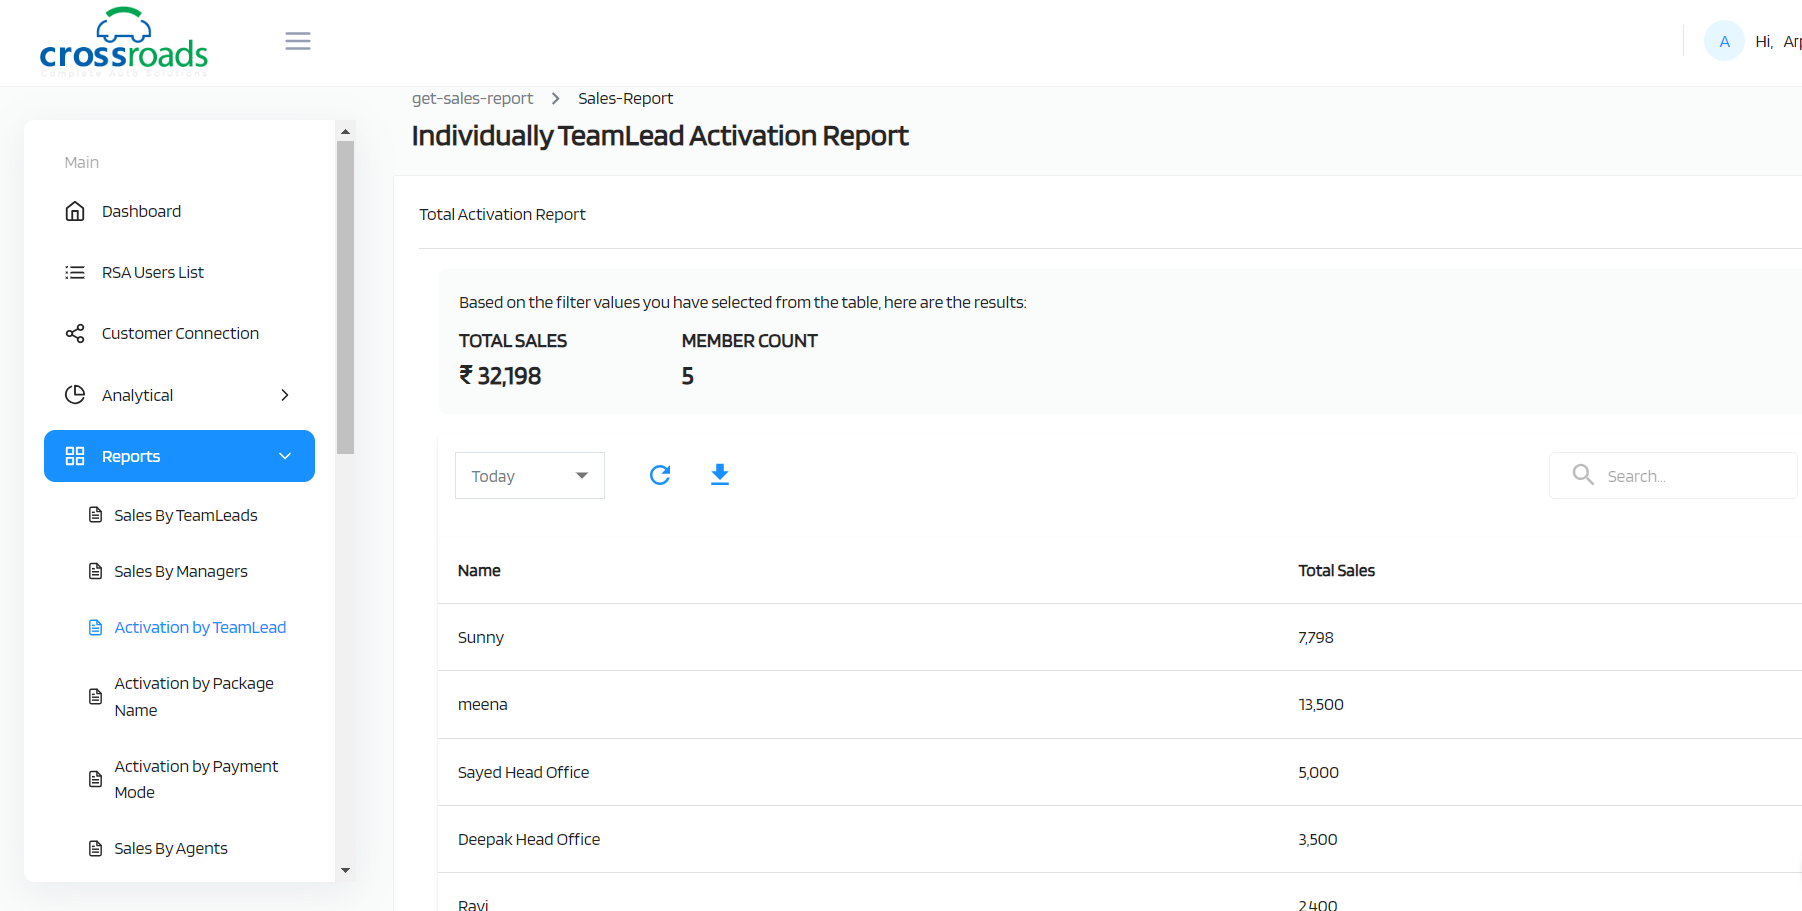 crossroads
Complete Auto Solutions
A
Hi,
get-sales-report
Sales-Report
Individually TeamLead Activation Report
Main
Dashboard
RSA Users List
Customer Connection
Analytical
Reports
Sales By TeamLeads
Sales By Managers
Activation by TeamLead
Activation by Package
Name
Activation by Payment
Mode
Sales By Agents
Total Activation Report
Based on the filter values you have selected from the table, here are the results:
TOTAL SALES MEMBER COUNT
₹ 32,198 5
Today
Search...
Name Total Sales
Sunny 7,798
meena 13,500
Sayed Head Office 5,000
Deepak Head Office 3,500
Ravi 2,400